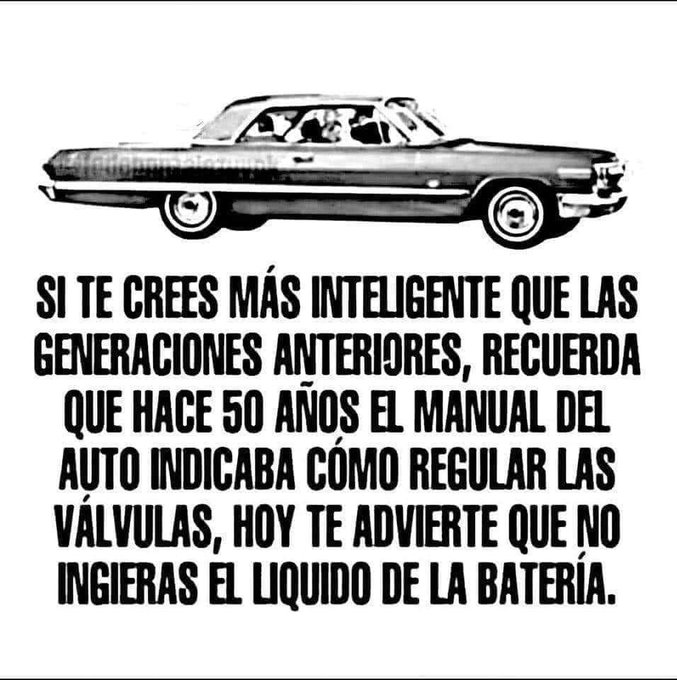 SI TE CREES MÁS INTELIGENTE QUE LAS
GENERACIONES ANTERIORES, RECUERDA
QUE HACE 50 AÑOS EL MANUAL DEL
AUTO INDICABA CÓMO REGULAR LAS
VÁLVULAS, HOY TE ADVIERTE QUE NO
INGIERAS EL LIQUIDO DE LA BATERÍA.